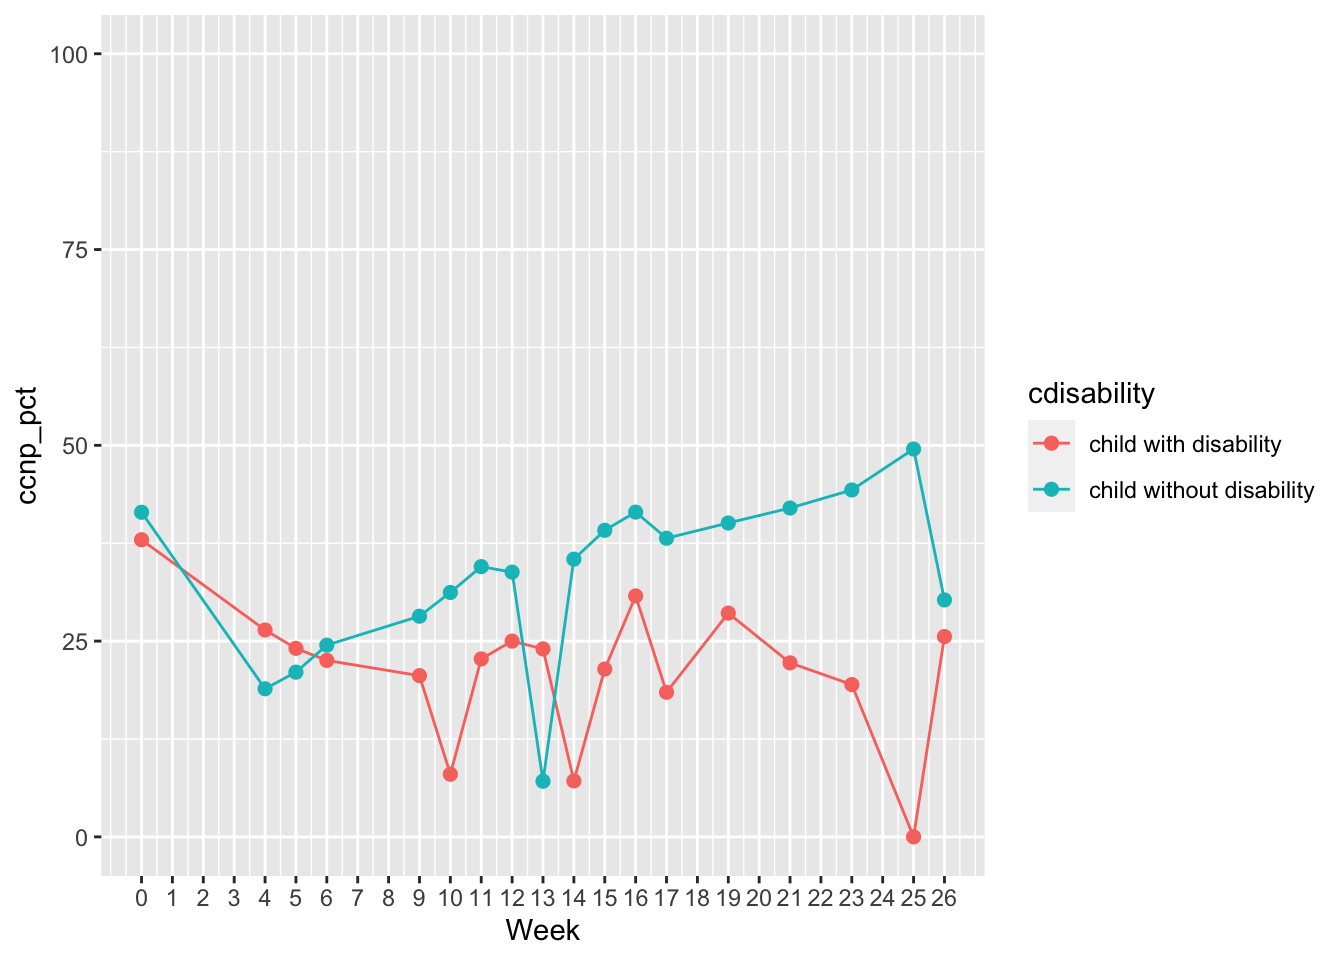 100
75
50
25
0
ccnp_pct
0 1 2 3 4 5 6 7 8 9 10 11 12 13 14 15 16 17 18 19 20 21 22 23 24 25 26
Week
cdisability
child with disability
child without disability